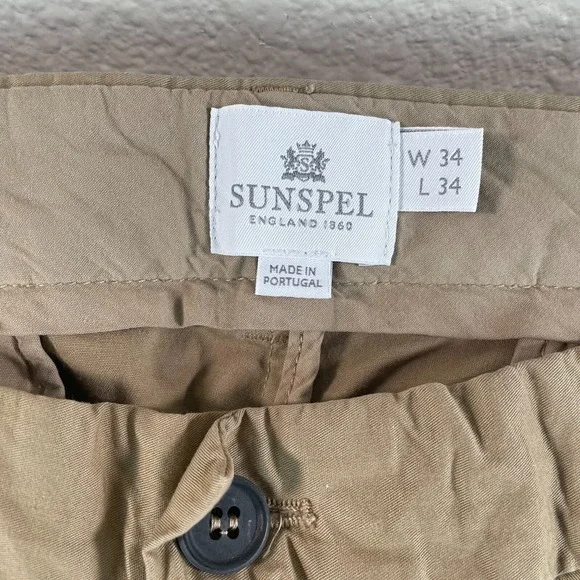 S
SUNSPEL
ENGLAND 1860
W 34
L 34
MADE IN
PORTUGAL